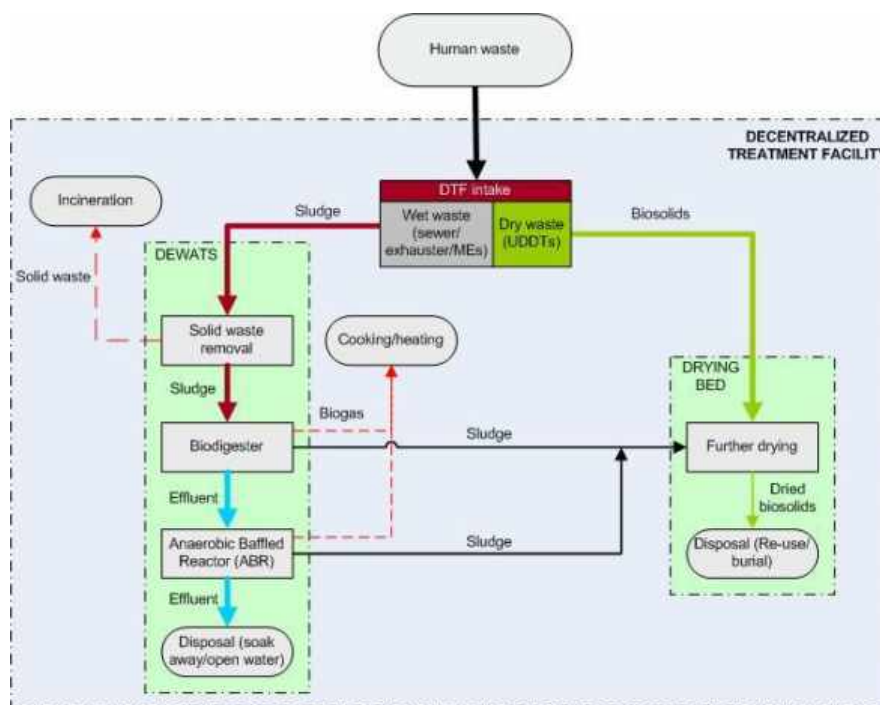 Human waste
DECENTRALIZED
TREATMENT FACILITY
DTF intake
Wet waste
(sewer/
exhauster/MEs)
Dry waste
(UDDTs)
Sludge
Biosolids
Incineration
Solid waste
DEWATS
Solid waste
removal
Cooking/heating
Sludge
Biogas
DRYING
BED
Biodigester
Sludge
Further drying
Effluent
Dried
biosolids
Anaerobic Baffled
Reactor (ABR)
Sludge
Disposal (Re-use/
burial)
Effluent
Disposal (soak
away/open water)